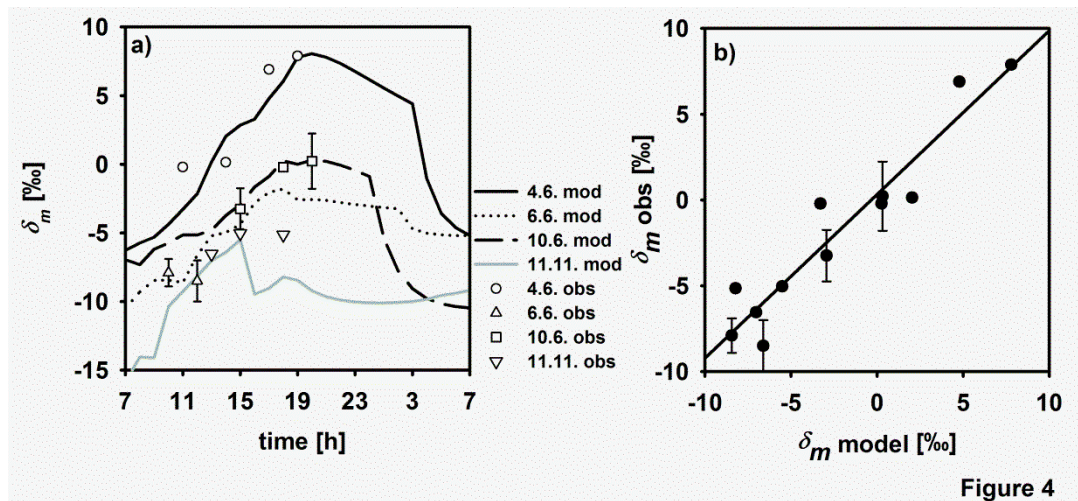 a)
10
5
0
-5
-10
-15
δm [‰]
7 11 15 19 23 3 7
time [h]
4.6. mod
6.6. mod
10.6. mod
11.11. mod
4.6. obs
6.6. obs
10.6. obs
11.11. obs
b)
10
5
0
-5
-10
δm obs [‰]
-10 -5 0 5 10
δm model [‰]
Figure 4